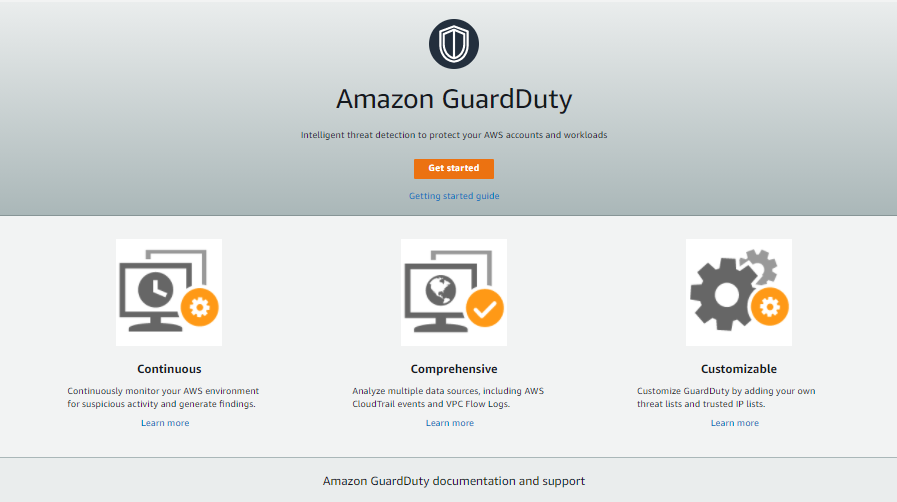 Amazon GuardDuty
Intelligent threat detection to protect your AWS accounts and workloads
Get started
Getting started guide
Continuous
Continuously monitor your AWS environment
for suspicious activity and generate findings.
Learn more
Comprehensive
Analyze multiple data sources, including AWS
CloudTrail events and VPC Flow Logs.
Learn more
Customizable
Customize GuardDuty by adding your own
threat lists and trusted IP lists.
Learn more
Amazon GuardDuty documentation and support